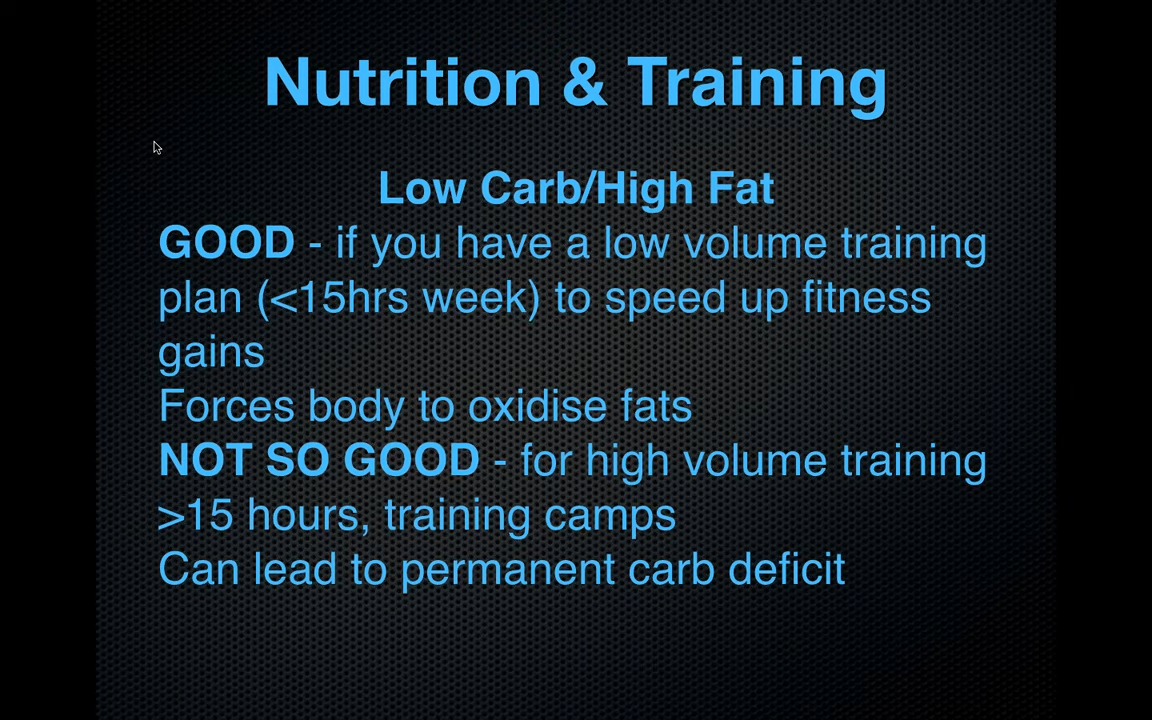 Nutrition & Training
Low Carb/High Fat
GOOD - if you have a low volume training
plan (<15hrs week) to speed up fitness
gains
Forces body to oxidise fats
NOT SO GOOD - for high volume training
>15 hours, training camps
Can lead to permanent carb deficit